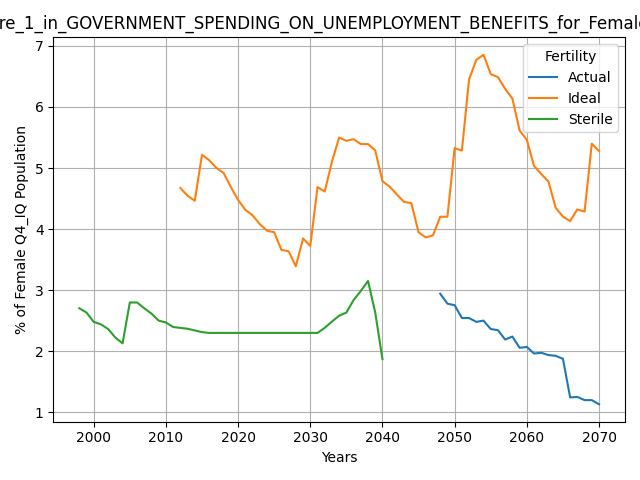 re_1_in_GOVERNMENT_SPENDING_ON_UNEMPLOYMENT_BENEFITS_for_Female
7
6
5
4
3
2
1
% of Female Q4_IQ Population
Fertility
Actual
Ideal
Sterile
2000 2010 2020 2030 2040 2050 2060 2070
Years